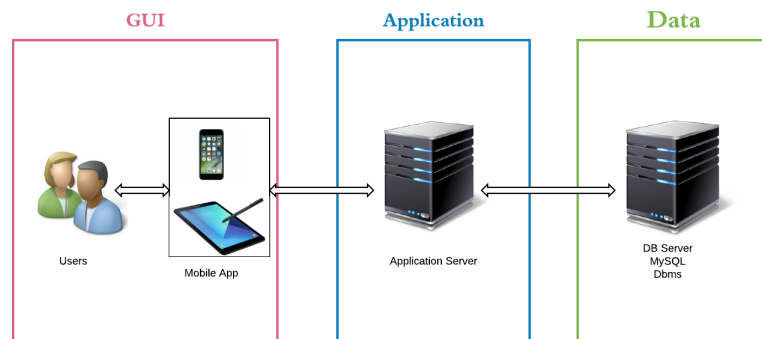 GUI
Application
Data
Users
Mobile App
Application Server
DB Server
MySQL
Dbms